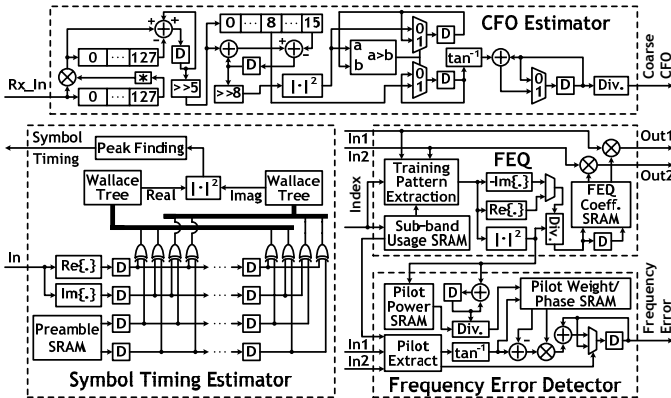 CFO Estimator
Rx_In
0 ... 127
0 ... 127
*
D
>>5
0 ... 8 ... 15
D
>>8
|·|²
a
b
a>b
0
1
D
0
1
D
tan⁻¹
0
1
D
Div.
Coarse
CFO
Symbol
Timing
Peak Finding
Wallace
Tree
Real
|·|²
Imag
Wallace
Tree
In
Re{.}
D
D
Im{.}
D
D
Preamble
SRAM
D
D
D
D
Symbol Timing Estimator
In1
In2
Index
Training
Pattern
Extraction
Sub-band
Usage SRAM
FEQ
-Im{.}
Re{.}
|·|²
Div.
D
FEQ
Coeff.
SRAM
Out1
Out2
Pilot
Power
SRAM
D
Div.
Pilot Weight/
Phase SRAM
In1
In2
Pilot
Extract
tan⁻¹
D
Frequency
Error
Frequency Error Detector